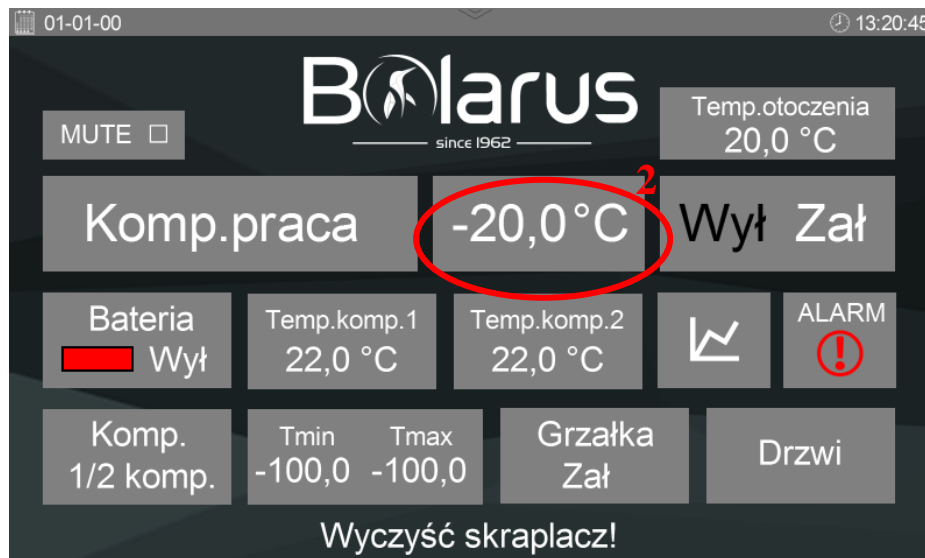 01-01-00
13:20:45
Bolarus
since 1962
MUTE
Temp.otoczenia
20,0 °C
Komp.praca
-20,0°C
2
Wył Zał
Bateria
Wył
Temp.komp.1
22,0 °C
Temp.komp.2
22,0 °C
ALARM
!
Komp.
1/2 komp.
Tmin Tmax
-100,0 -100,0
Grzałka
Zał
Drzwi
Wyczyść skraplacz!